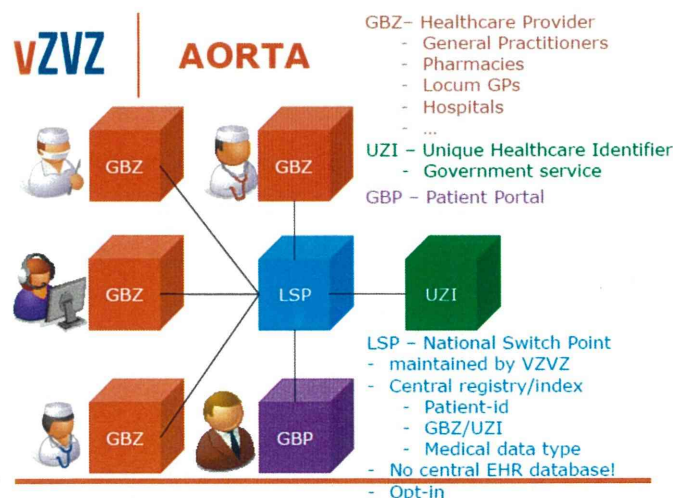 vZVZ | AORTA
GBZ– Healthcare Provider
- General Practitioners
- Pharmacies
- Locum GPs
- Hospitals
- ...
UZI – Unique Healthcare Identifier
- Government service
GBP – Patient Portal
GBZ
GBZ
GBZ
LSP
UZI
GBZ
GBP
LSP – National Switch Point
- maintained by VZVZ
- Central registry/index
- Patient-id
- GBZ/UZI
- Medical data type
- No central EHR database!
- Opt-in